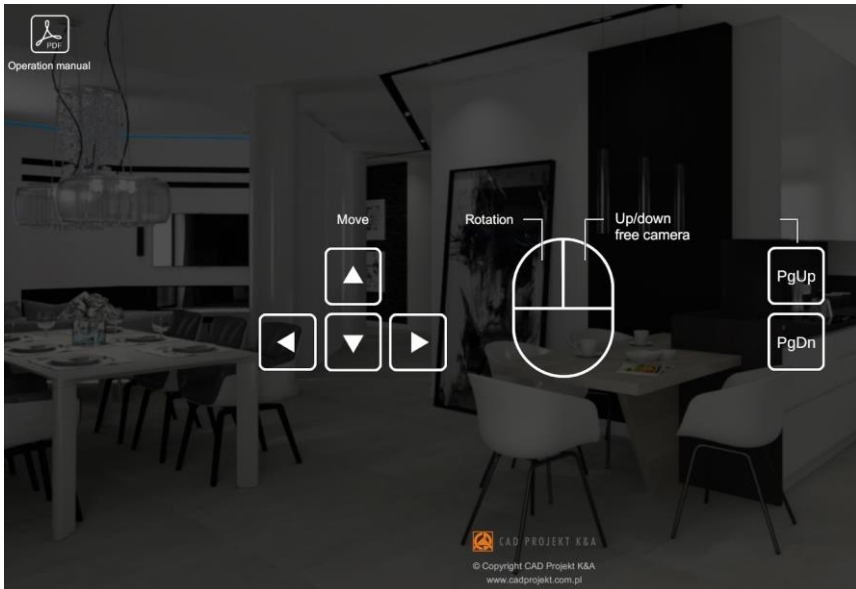 PDF
Operation manual
Move
Rotation
Up/down
free camera
PgUp
PgDn
CAD PROJEKT K&A
© Copyright CAD Projekt K&A
www.cadprojekt.com.pl